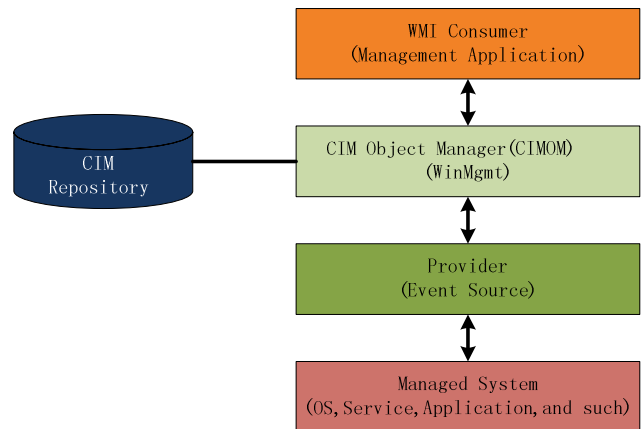 WMI Consumer
(Management Application)
CIM
Repository
CIM Object Manager(CIMOM)
(WinMgmt)
Provider
(Event Source)
Managed System
(OS,Service,Application,and such)